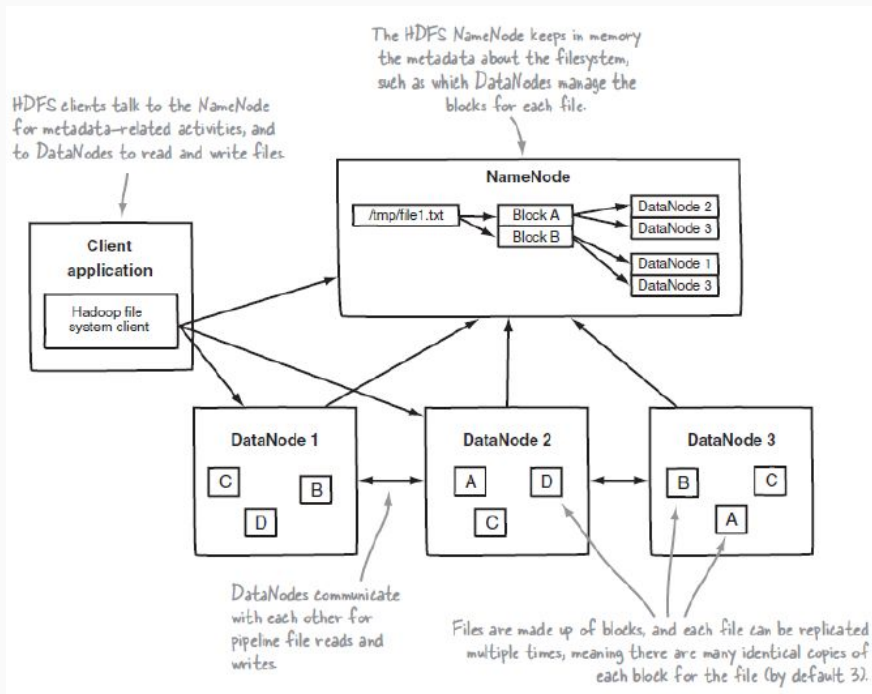 The HDFS NameNode keeps in memory
the metadata about the filesystem,
such as which DataNodes manage the
blocks for each file.
HDFS clients talk to the NameNode
for metadata-related activities, and
to DataNodes to read and write files.
NameNode
/tmp/file1.txt
Block A
Block B
DataNode 2
DataNode 3
DataNode 1
DataNode 3
Client
application
Hadoop file
system client
DataNode 1
C
B
D
DataNode 2
A
D
C
DataNode 3
B
C
A
DataNodes communicate
with each other for
pipeline file reads and
writes.
Files are made up of blocks, and each file can be replicated
multiple times, meaning there are many identical copies of
each block for the file (by default 3).